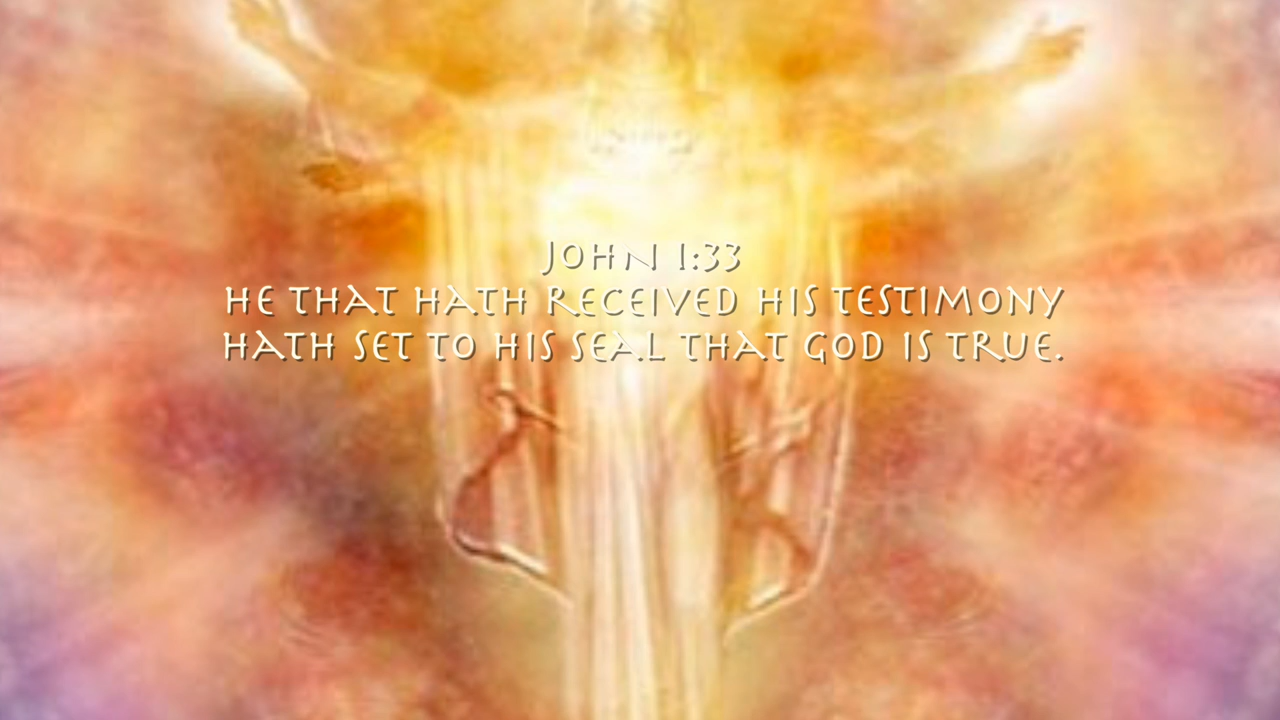 John 1:33
He that hath received his testimony
hath set to his seal that God is true.